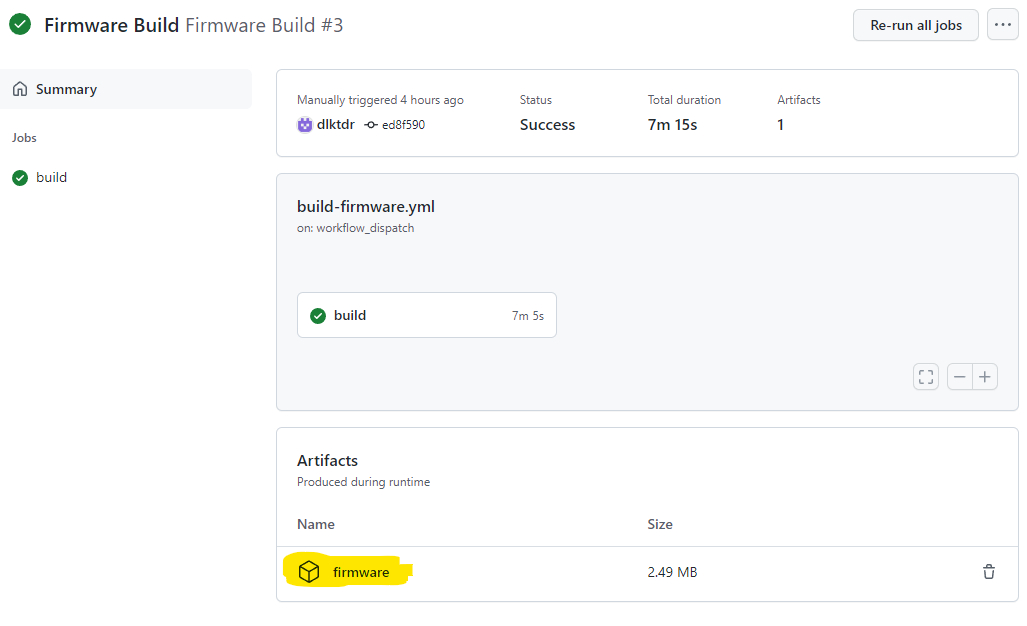 Firmware Build Firmware Build #3
Re-run all jobs
Summary
Jobs
build
Manually triggered 4 hours ago
dlktdr ed8f590
Status
Success
Total duration
7m 15s
Artifacts
1
build-firmware.yml
on: workflow_dispatch
build 7m 5s
Artifacts
Produced during runtime
Name Size
firmware 2.49 MB